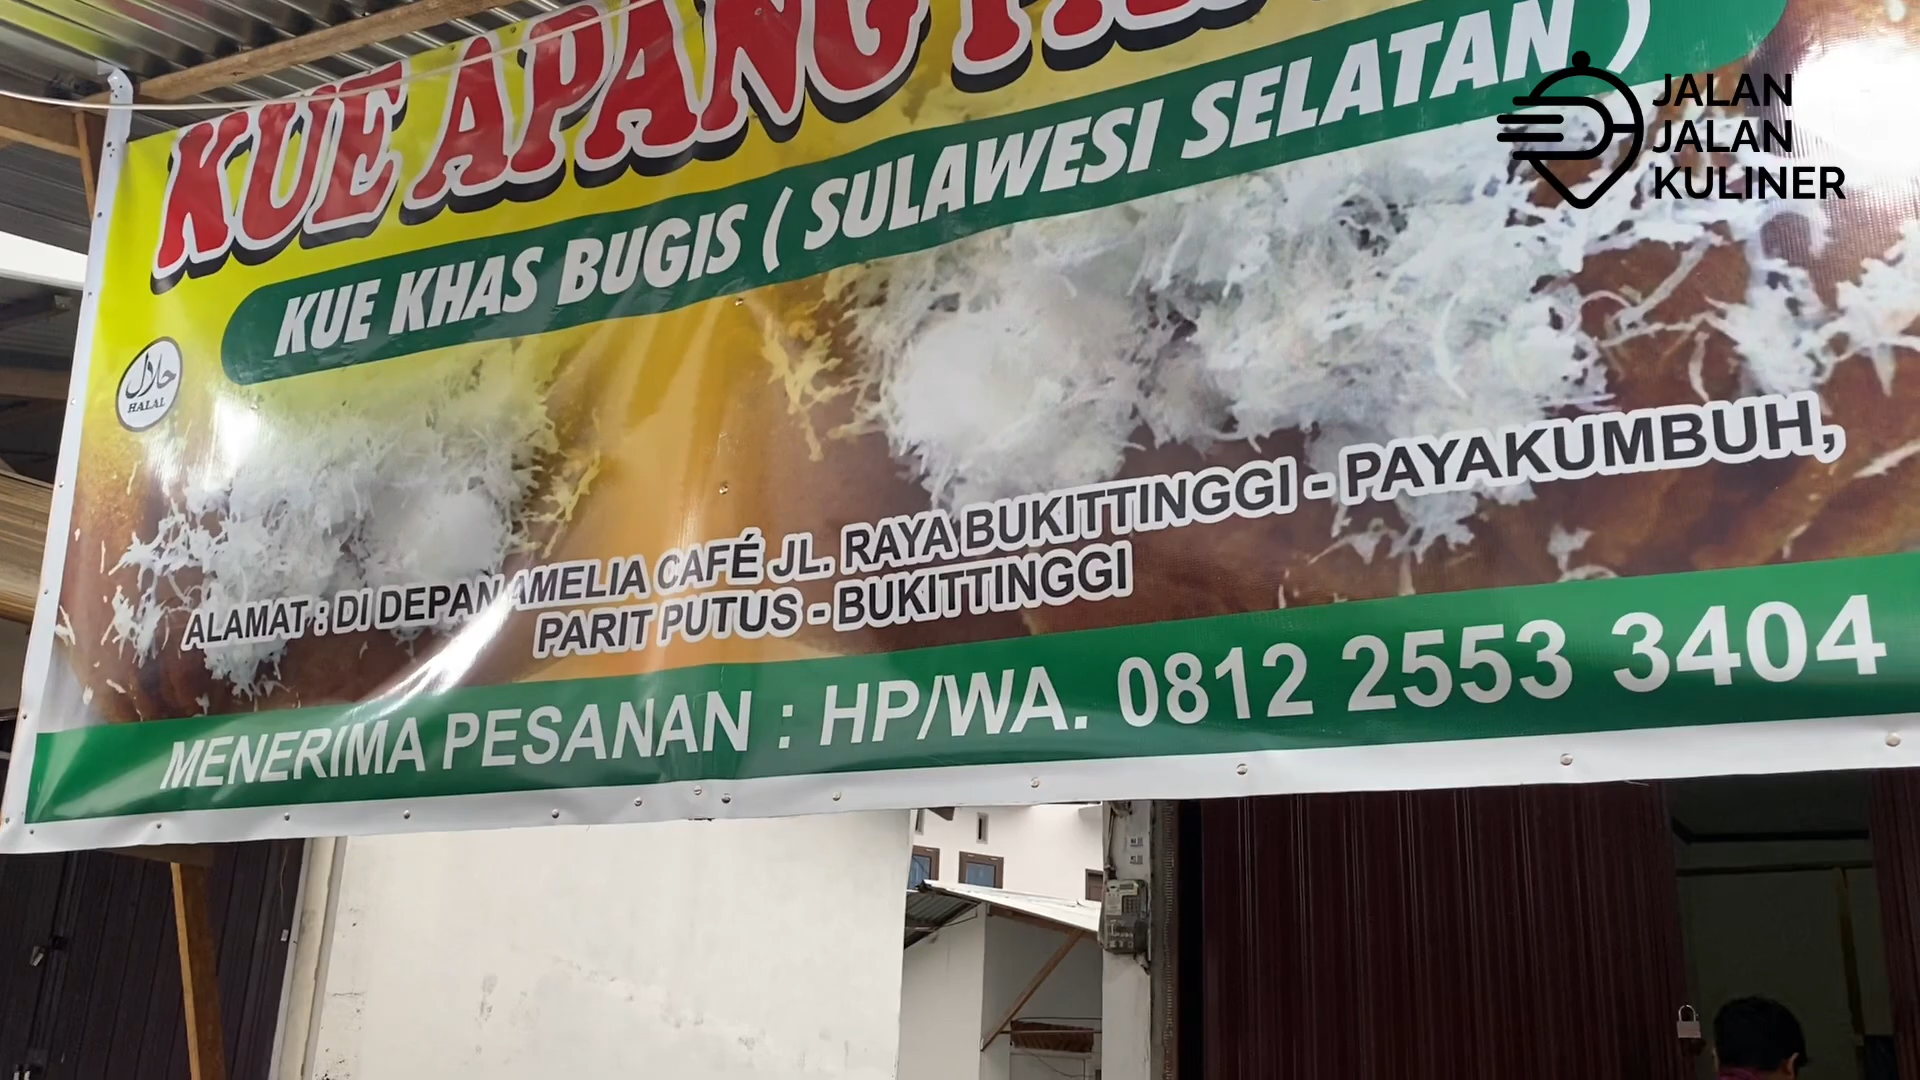 KUE APANG
KUE KHAS BUGIS ( SULAWESI SELATAN )
JALAN
JALAN
KULINER
حلال
HALAL
ALAMAT : DI DEPAN AMELIA CAFÉ JL. RAYA BUKITTINGGI - PAYAKUMBUH,
PARIT PUTUS - BUKITTINGGI
MENERIMA PESANAN : HP/WA. 0812 2553 3404